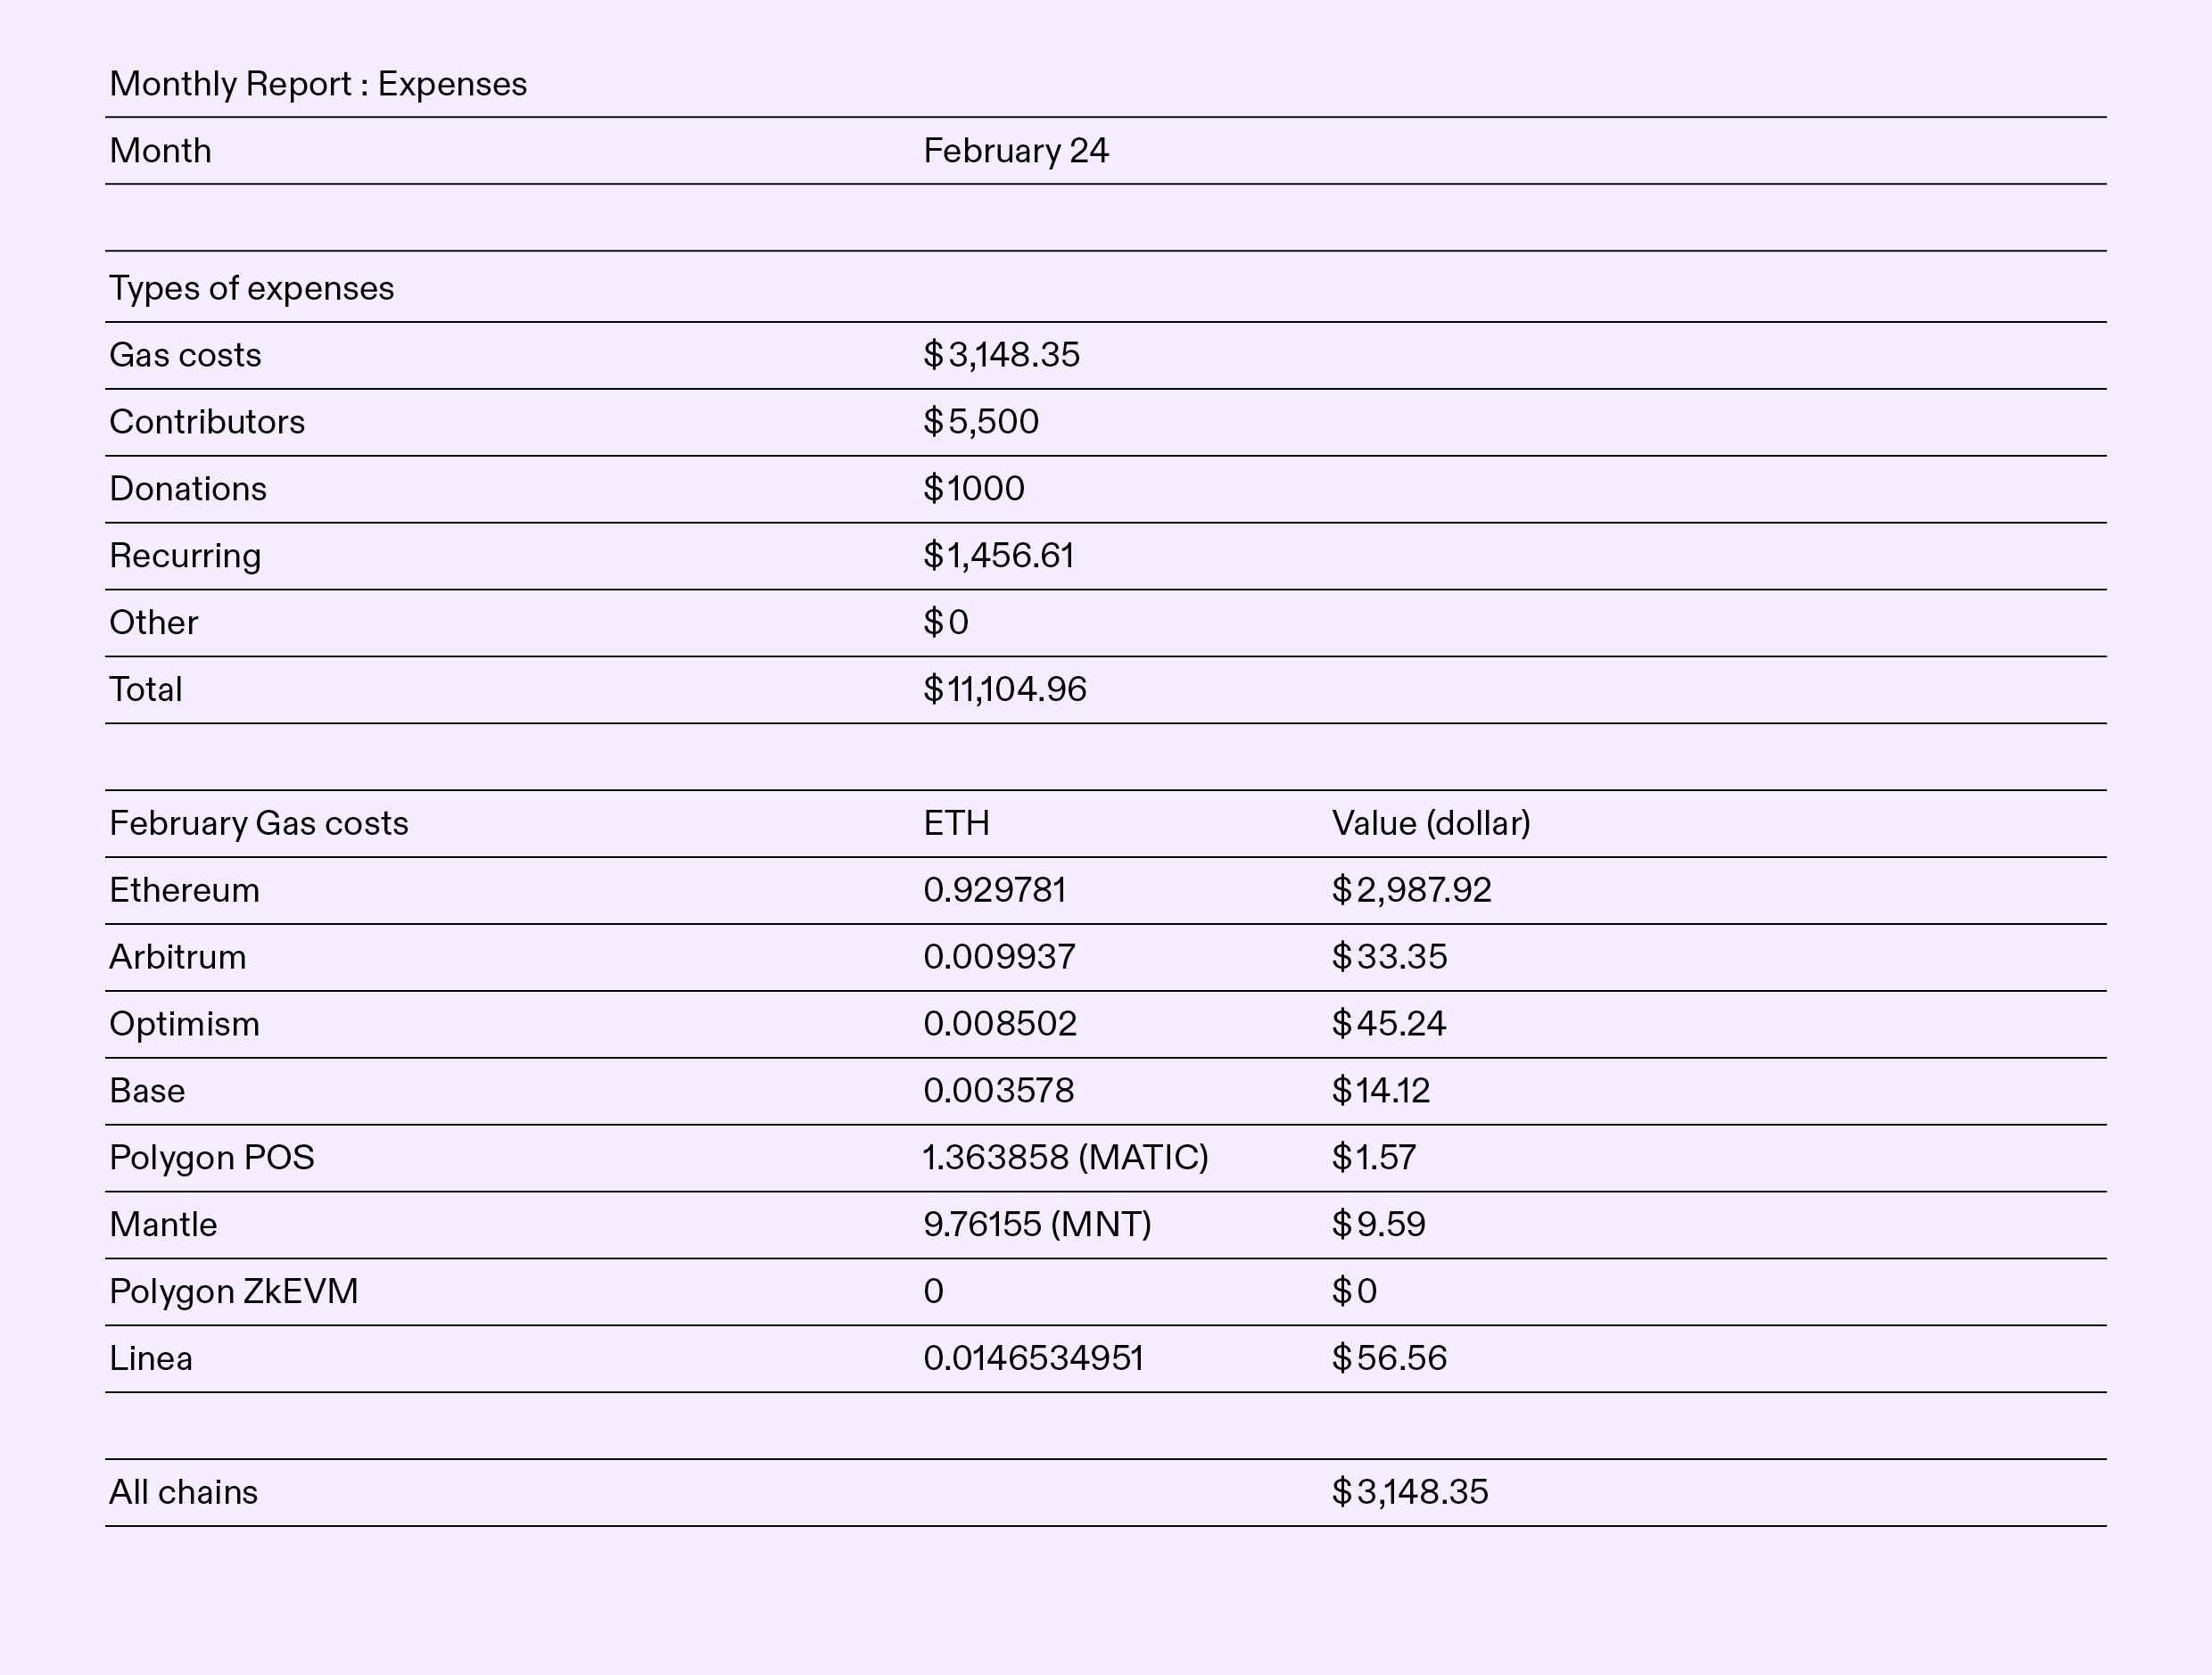 Monthly Report : Expenses
Month February 24
Types of expenses
Gas costs $3,148.35
Contributors $5,500
Donations $1000
Recurring $1,456.61
Other $0
Total $11,104.96
February Gas costs ETH Value (dollar)
Ethereum 0.929781 $2,987.92
Arbitrum 0.009937 $33.35
Optimism 0.008502 $45.24
Base 0.003578 $14.12
Polygon POS 1.363858 (MATIC) $1.57
Mantle 9.76155 (MNT) $9.59
Polygon ZkEVM 0 $0
Linea 0.0146534951 $56.56
All chains $3,148.35